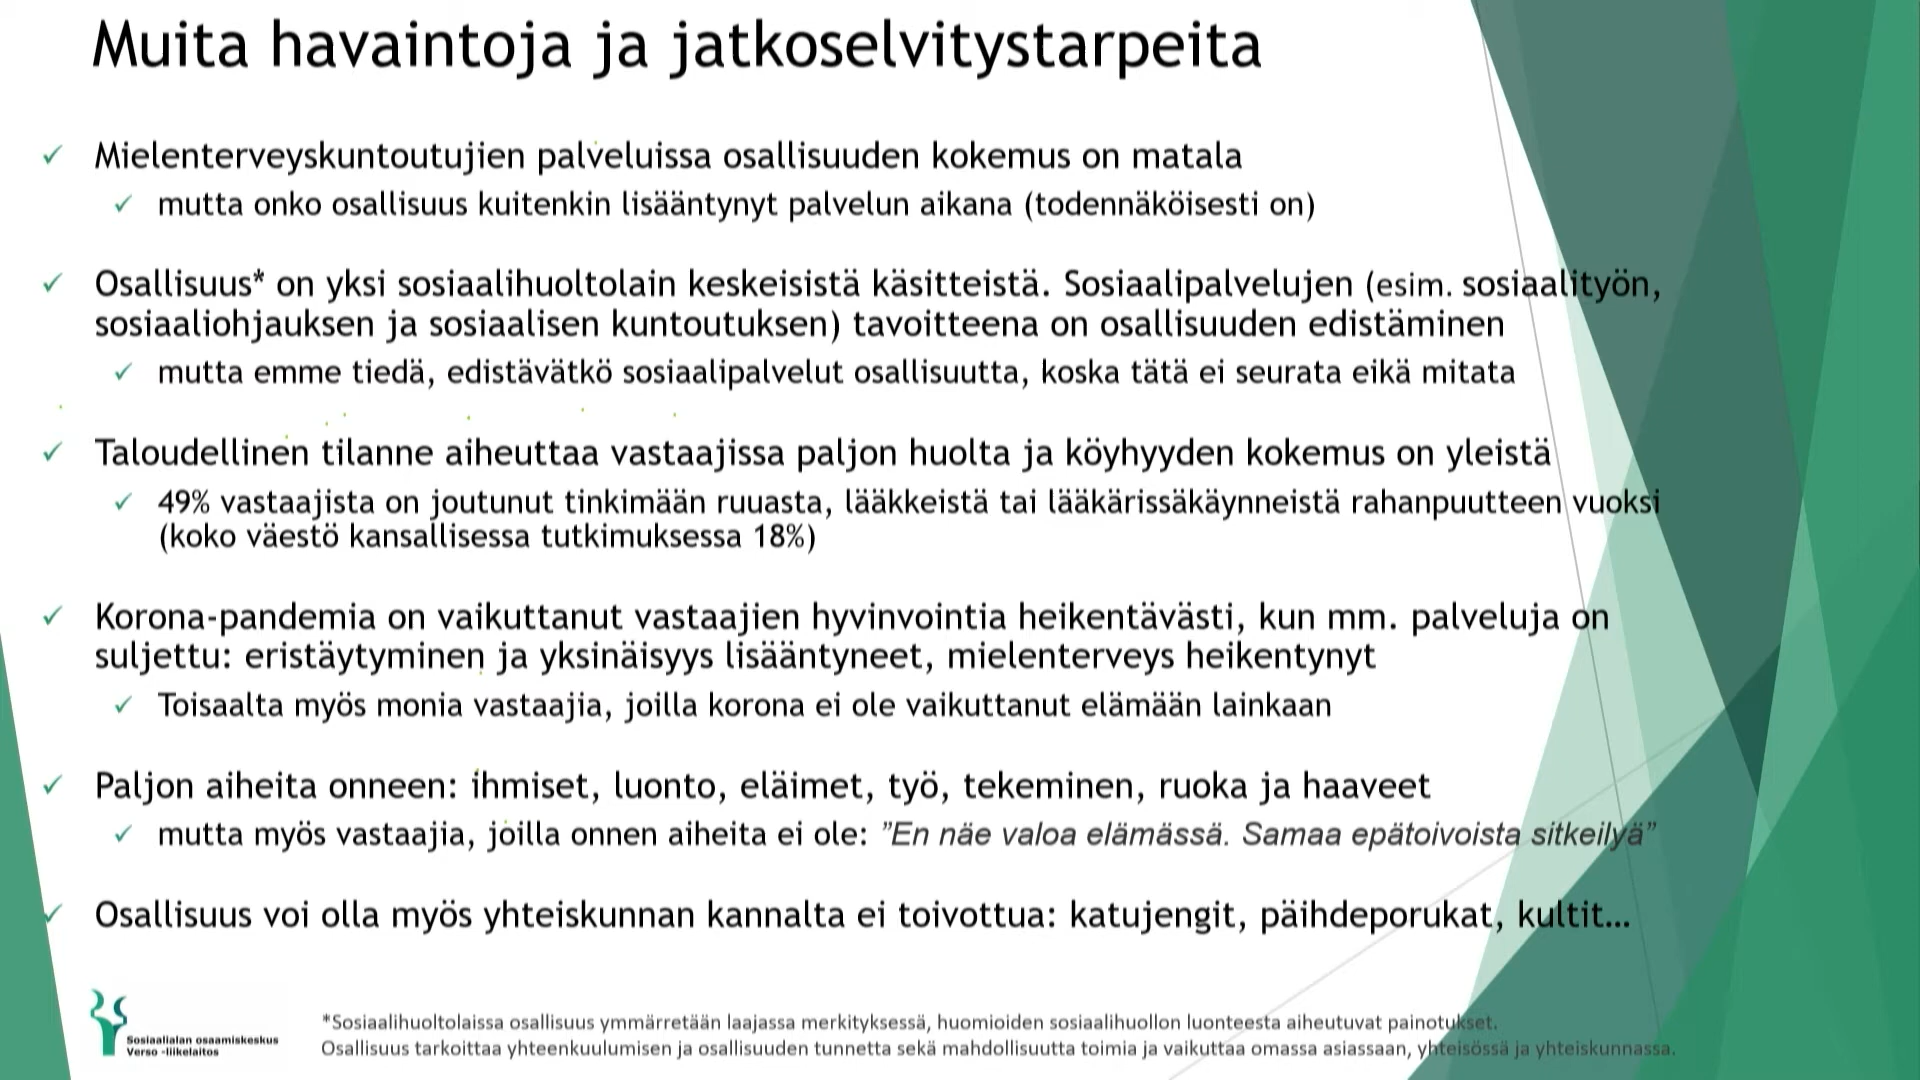 Muita havaintoja ja jatkoselvitystarpeita
Mielenterveyskuntoutujien palveluissa osallisuuden kokemus on matala
mutta onko osallisuus kuitenkin lisääntynyt palvelun aikana (todennäköisesti on)
Osallisuus* on yksi sosiaalihuoltolain keskeisistä käsitteistä. Sosiaalipalvelujen (esim. sosiaalityön,
sosiaaliohjauksen ja sosiaalisen kuntoutuksen) tavoitteena on osallisuuden edistäminen
mutta emme tiedä, edistävätkö sosiaalipalvelut osallisuutta, koska tätä ei seurata eikä mitata
Taloudellinen tilanne aiheuttaa vastaajissa paljon huolta ja köyhyyden kokemus on yleistä
49% vastaajista on joutunut tinkimään ruuasta, lääkkeistä tai lääkärissäkäynneistä rahanpuutteen vuoksi
(koko väestö kansallisessa tutkimuksessa 18%)
Korona-pandemia on vaikuttanut vastaajien hyvinvointia heikentävästi, kun mm. palveluja on
suljettu: eristäytyminen ja yksinäisyys lisääntyneet, mielenterveys heikentynyt
Toisaalta myös monia vastaajia, joilla korona ei ole vaikuttanut elämään lainkaan
Paljon aiheita onneen: ihmiset, luonto, eläimet, työ, tekeminen, ruoka ja haaveet
mutta myös vastaajia, joilla onnen aiheita ei ole: ”En näe valoa elämässä. Samaa epätoivoista sitkeilyä”
Osallisuus voi olla myös yhteiskunnan kannalta ei toivottua: katujengit, päihdeporukat, kultit…
Sosiaalialan osaamiskeskus
Verso -liikelaitos
*Sosiaalihuoltolaissa osallisuus ymmärretään laajassa merkityksessä, huomioiden sosiaalihuollon luonteesta aiheutuvat painotukset.
Osallisuus tarkoittaa yhteenkuulumisen ja osallisuuden tunnetta sekä mahdollisuutta toimia ja vaikuttaa omassa asiassaan, yhteisössä ja yhteiskunnassa.